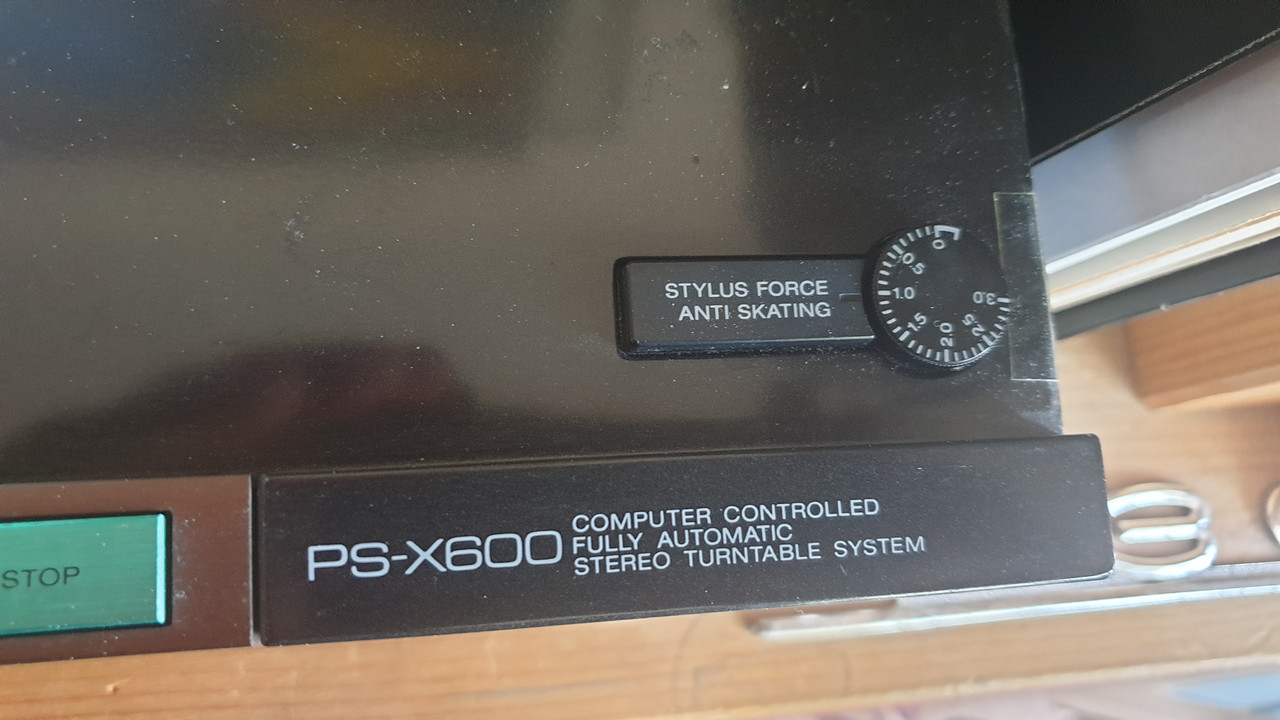 STYLUS FORCE
ANTI SKATING
0
0.5
1.0
1.5
2.0
2.5
3.0
STOP
PS-X600
COMPUTER CONTROLLED
FULLY AUTOMATIC
STEREO TURNTABLE SYSTEM